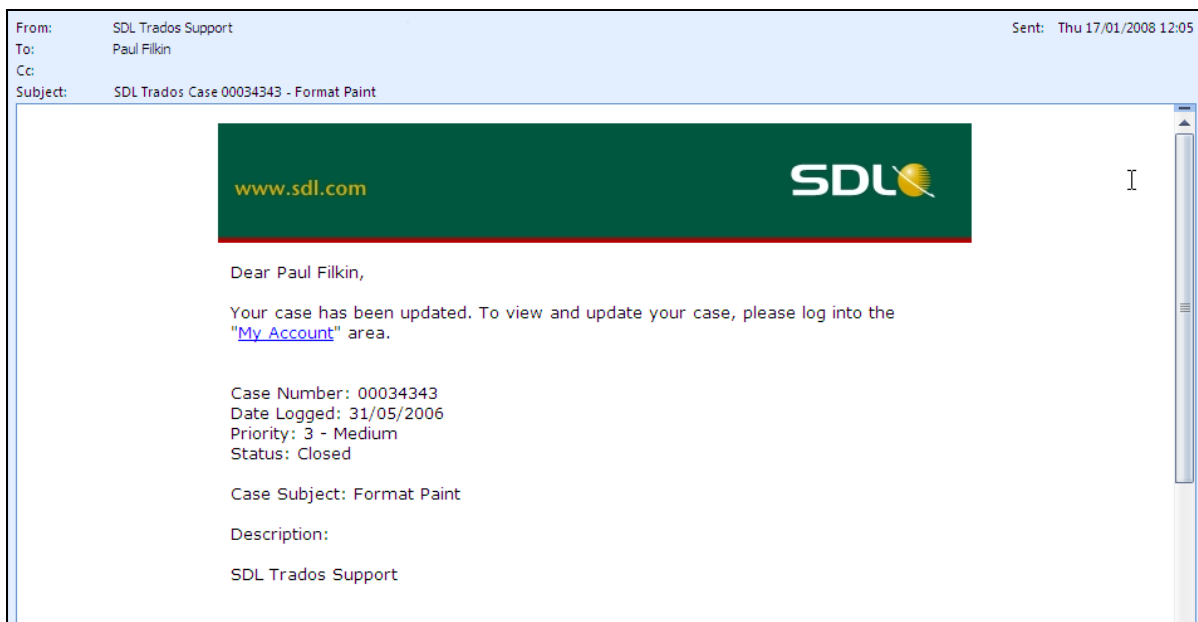 From: SDL Trados Support Sent: Thu 17/01/2008 12:05
To: Paul Filkin
Cc:
Subject: SDL Trados Case 00034343 - Format Paint
www.sdl.com SDL
Dear Paul Filkin,
Your case has been updated. To view and update your case, please log into the
"My Account" area.
Case Number: 00034343
Date Logged: 31/05/2006
Priority: 3 - Medium
Status: Closed
Case Subject: Format Paint
Description:
SDL Trados Support